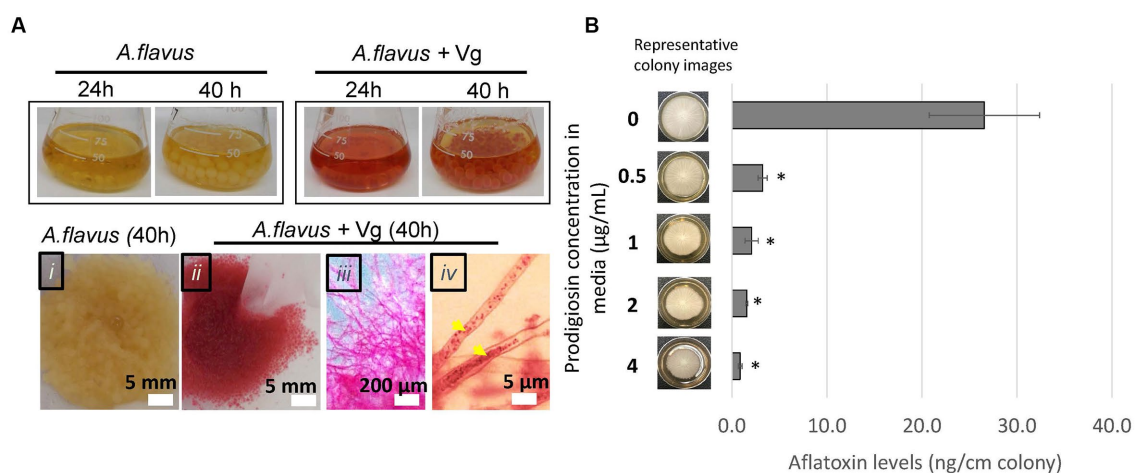 A
A.flavus
A.flavus + Vg
24h
40 h
24h
40 h
100
75
50
75
50
75
50
75
50
A.flavus (40h)
A.flavus + Vg (40h)
i
ii
iii
iv
5 mm
5 mm
200 µm
5 µm
B
Representative
colony images
Prodigiosin concentration in
media (µg/mL)
0
0.5
*
1
*
2
*
4
*
0.0
10.0
20.0
30.0
40.0
Aflatoxin levels (ng/cm colony)